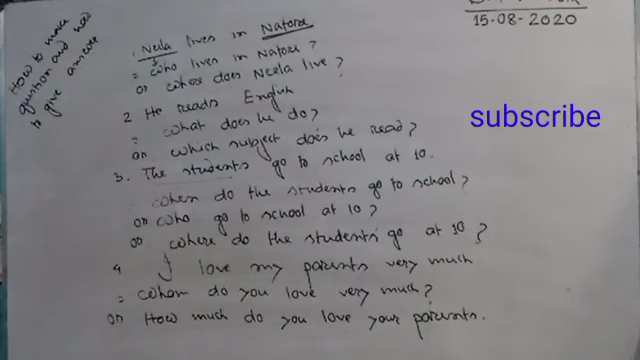 15-08-2020
How to make
question and how
to give answer
1. Neela lives in Natore
= Who lives in Natore?
or where does Neela live?
2 He reads English
= What does he do?
or which subject does he read?
3. The students go to school at 10.
When do the students go to school?
or who go to school at 10?
or where do the students go at 10?
4 I love my parents very much
= Whom do you love very much?
or How much do you love your parents.
subscribe